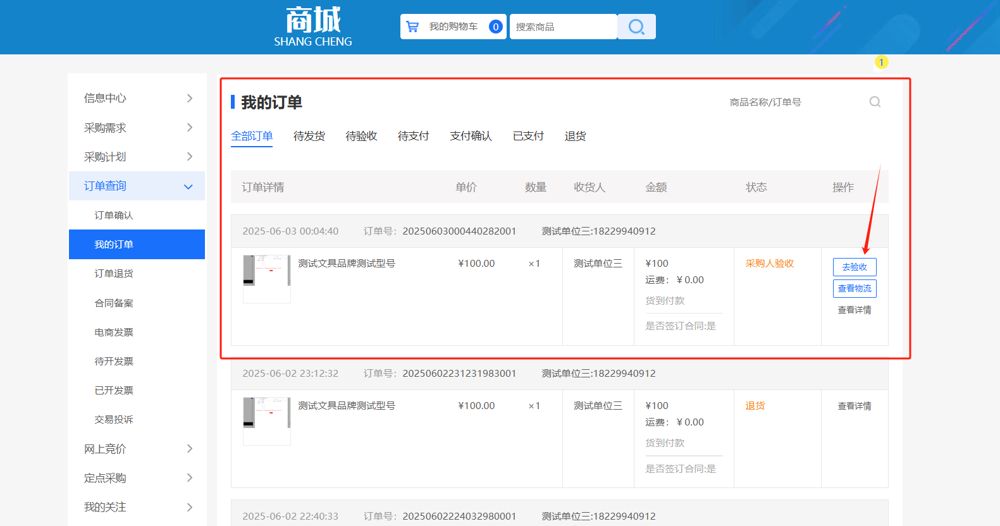 商城
SHANG CHENG
我的购物车 0
搜索商品
1
信息中心
采购需求
采购计划
订单查询
订单确认
我的订单
订单退货
合同备案
电商发票
待开发票
已开发票
交易投诉
网上竞价
定点采购
我的关注
我的订单
商品名称/订单号
全部订单 待发货 待验收 待支付 支付确认 已支付 退货
订单详情 单价 数量 收货人 金额 状态 操作
2025-06-03 00:04:40 订单号：20250603000440282001 测试单位三:18229940912
测试文具品牌测试型号 ¥100.00 ×1 测试单位三 ¥100 采购人验收 去验收
运费：￥0.00
查看物流
货到付款
查看详情
是否签订合同:是
2025-06-02 23:12:32 订单号：20250602231231983001 测试单位三:18229940912
测试文具品牌测试型号 ¥100.00 ×1 测试单位三 ¥100 退货 查看详情
运费：￥0.00
货到付款
是否签订合同:是
2025-06-02 22:40:33 订单号：20250602224032980001 测试单位三:18229940912